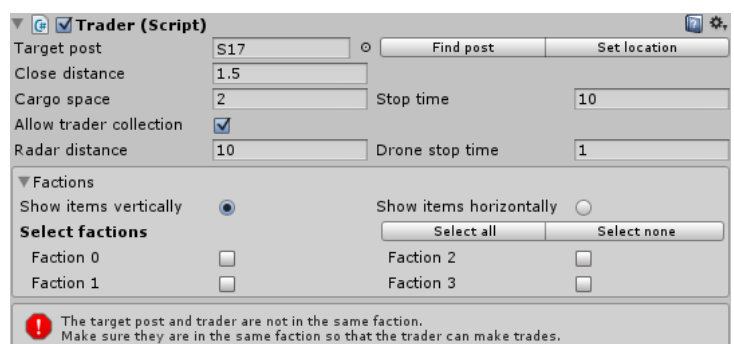 Trader (Script)
Target post S17 Find post Set location
Close distance 1.5
Cargo space 2 Stop time 10
Allow trader collection
Radar distance 10 Drone stop time 1
Factions
Show items vertically Show items horizontally
Select factions Select all Select none
Faction 0 Faction 2
Faction 1 Faction 3
The target post and trader are not in the same faction.
Make sure they are in the same faction so that the trader can make trades.